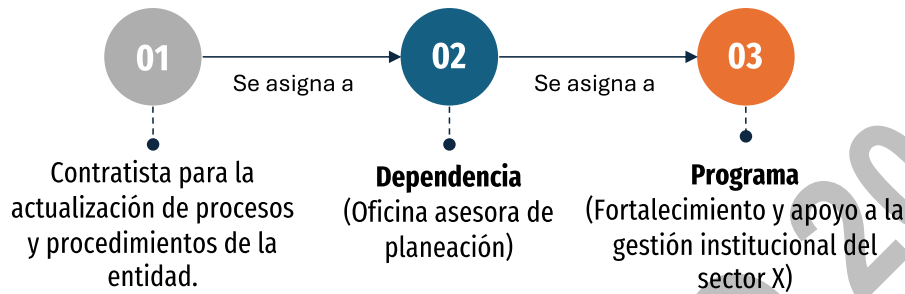 01
Se asigna a
02
Se asigna a
03
Contratista para la
actualización de procesos
y procedimientos de la
entidad.
Dependencia
(Oficina asesora de
planeación)
Programa
(Fortalecimiento y apoyo a la
gestión institucional del
sector X)